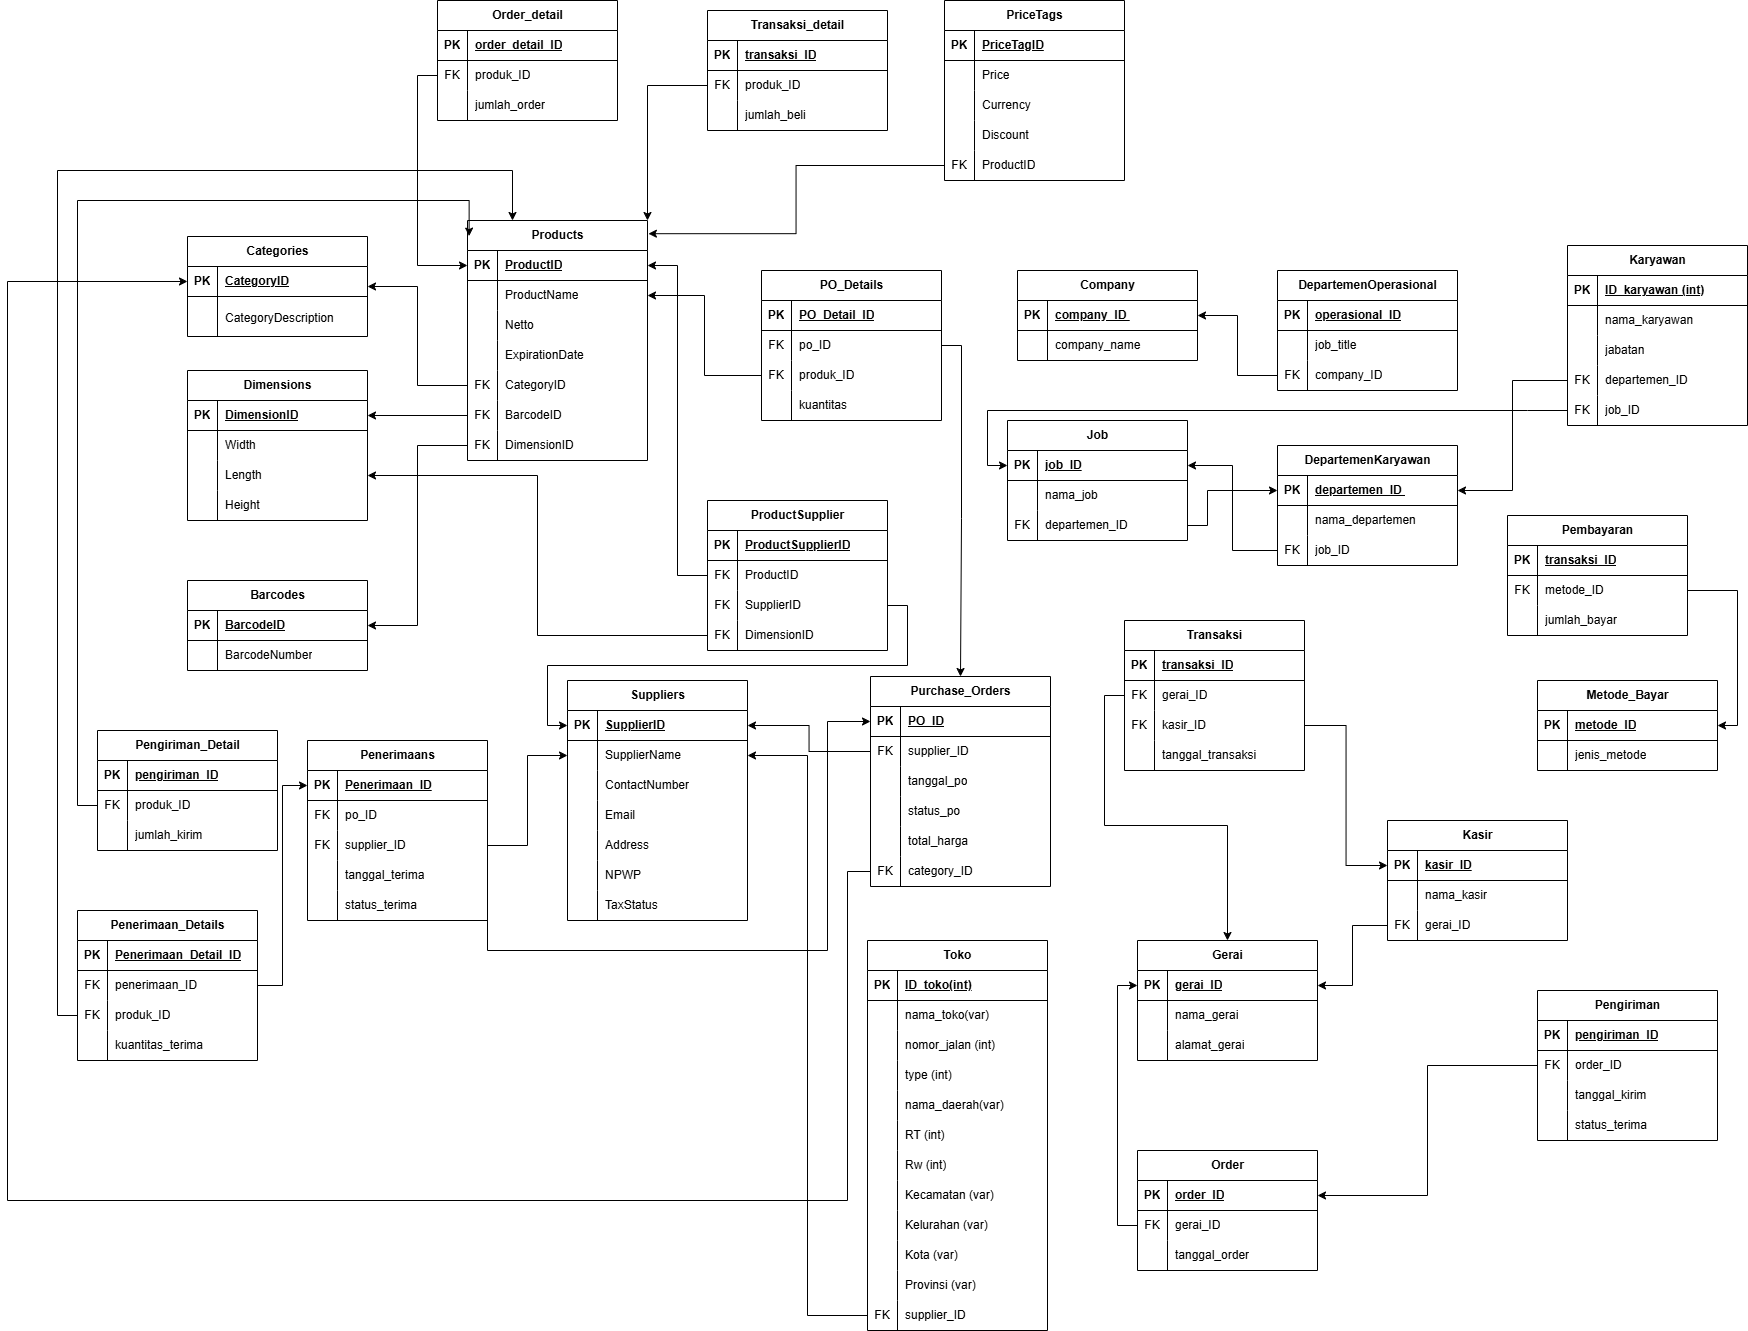 Order_detail
PK order_detail_ID
FK produk_ID
jumlah_order
Transaksi_detail
PK transaksi_ID
FK produk_ID
jumlah_beli
PriceTags
PK PriceTagID
Price
Currency
Discount
FK ProductID
Categories
PK CategoryID
CategoryDescription
Products
PK ProductID
ProductName
Netto
ExpirationDate
FK CategoryID
FK BarcodeID
FK DimensionID
PO_Details
PK PO_Detail_ID
FK po_ID
FK produk_ID
kuantitas
Company
PK company_ID
company_name
DepartemenOperasional
PK operasional_ID
job_title
FK company_ID
Karyawan
PK ID_karyawan (int)
nama_karyawan
jabatan
FK departemen_ID
FK job_ID
Dimensions
PK DimensionID
Width
Length
Height
Job
PK job_ID
nama_job
FK departemen_ID
DepartemenKaryawan
PK departemen_ID
nama_departemen
FK job_ID
ProductSupplier
PK ProductSupplierID
FK ProductID
FK SupplierID
FK DimensionID
Pembayaran
PK transaksi_ID
FK metode_ID
jumlah_bayar
Barcodes
PK BarcodeID
BarcodeNumber
Transaksi
PK transaksi_ID
FK gerai_ID
FK kasir_ID
tanggal_transaksi
Metode_Bayar
PK metode_ID
jenis_metode
Pengiriman_Detail
PK pengiriman_ID
FK produk_ID
jumlah_kirim
Penerimaans
PK Penerimaan_ID
FK po_ID
FK supplier_ID
tanggal_terima
status_terima
Suppliers
PK SupplierID
SupplierName
ContactNumber
Email
Address
NPWP
TaxStatus
Purchase_Orders
PK PO_ID
FK supplier_ID
tanggal_po
status_po
total_harga
FK category_ID
Kasir
PK kasir_ID
nama_kasir
FK gerai_ID
Penerimaan_Details
PK Penerimaan_Detail_ID
FK penerimaan_ID
FK produk_ID
kuantitas_terima
Toko
PK ID_toko(int)
nama_toko(var)
nomor_jalan (int)
type (int)
nama_daerah(var)
RT (int)
Rw (int)
Kecamatan (var)
Kelurahan (var)
Kota (var)
Provinsi (var)
FK supplier_ID
Gerai
PK gerai_ID
nama_gerai
alamat_gerai
Pengiriman
PK pengiriman_ID
FK order_ID
tanggal_kirim
status_terima
Order
PK order_ID
FK gerai_ID
tanggal_order